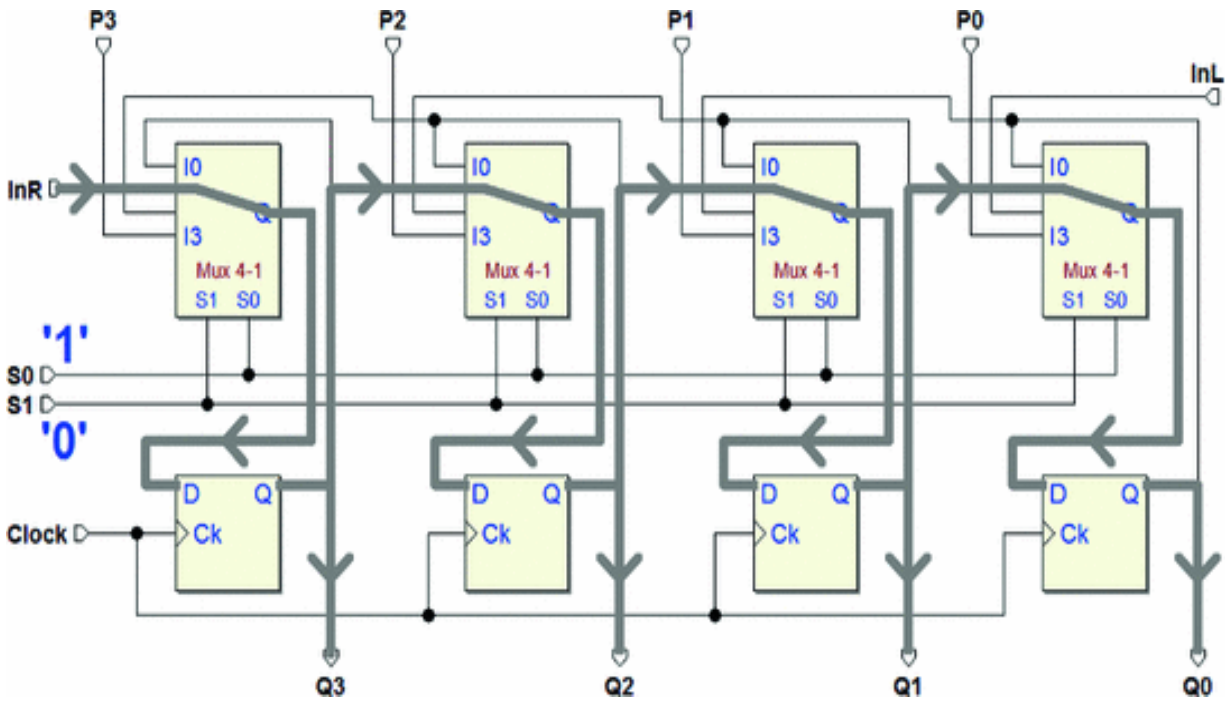 P3 P2 P1 P0
InL
I0 I0 I0 I0
InR
Q Q Q Q
I3 I3 I3 I3
Mux 4-1 Mux 4-1 Mux 4-1 Mux 4-1
S1 S0 S1 S0 S1 S0 S1 S0
'1'
S0
S1
'0'
D Q D Q D Q D Q
Clock Ck Ck Ck Ck
Q3 Q2 Q1 Q0